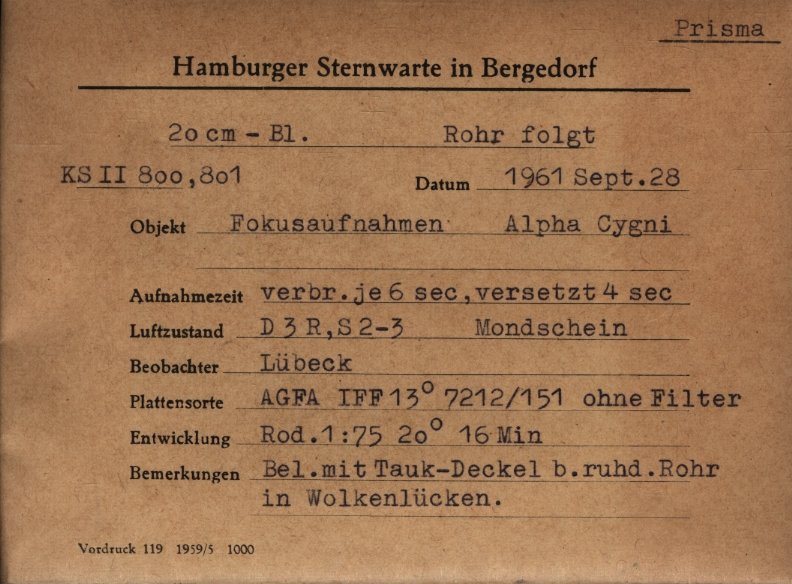 Prisma
Hamburger Sternwarte in Bergedorf
20 cm - Bl. Rohr folgt
KS II 800,801 Datum 1961 Sept.28
Objekt Fokusaufnahmen Alpha Cygni
Aufnahmezeit verbr.je 6 sec,versetzt 4 sec
Luftzustand D 3 R,S 2-3 Mondschein
Beobachter Lübeck
Plattensorte AGFA IFF 13° 7212/151 ohne Filter
Entwicklung Rod.1:75 20° 16 Min
Bemerkungen Bel.mit Tauk-Deckel b.ruhd.Rohr
in Wolkenlücken.
Vordruck 119 1959/5 1000